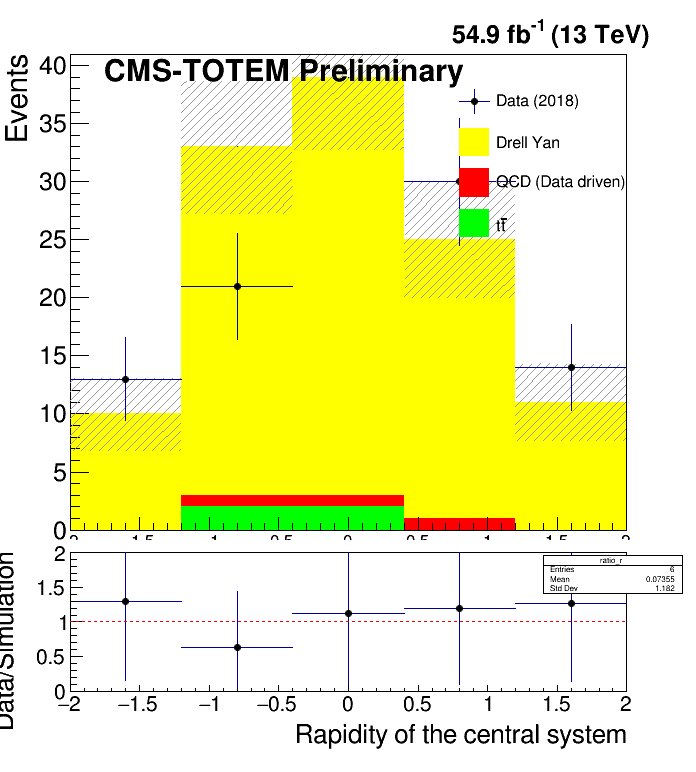 54.9 fb-1 (13 TeV)
CMS-TOTEM Preliminary
Events
40
35
30
25
20
15
10
5
0
Data (2018)
Drell Yan
QCD (Data driven)
tt̄
−2 −1.5 −1 −0.5 0 0.5 1 1.5 2
Data/Simulation
2
1.5
1
0.5
0
ratio_r
Entries 6
Mean 0.07355
Std Dev 1.182
−2 −1.5 −1 −0.5 0 0.5 1 1.5 2
Rapidity of the central system